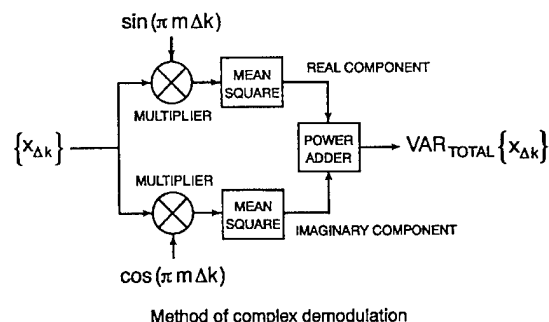 sin(π m Δk)
MEAN
SQUARE
REAL COMPONENT
MULTIPLIER
{x_Δk}
POWER
ADDER
VAR_TOTAL{x_Δk}
MULTIPLIER
MEAN
SQUARE
IMAGINARY COMPONENT
cos(π m Δk)
Method of complex demodulation